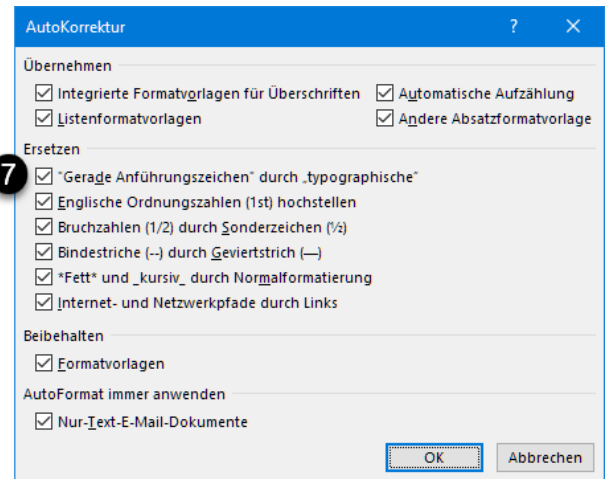 AutoKorrektur ?
Übernehmen
Integrierte Formatvorlagen für Überschriften Automatische Aufzählung
Listenformatvorlagen Andere Absatzformatvorlage
Ersetzen
7 "Gerade Anführungszeichen" durch „typographische“
Englische Ordnungszahlen (1st) hochstellen
Bruchzahlen (1/2) durch Sonderzeichen (½)
Bindestriche (--) durch Geviertstrich (—)
*Fett* und _kursiv_ durch Normalformatierung
Internet- und Netzwerkpfade durch Links
Beibehalten
Formatvorlagen
AutoFormat immer anwenden
Nur-Text-E-Mail-Dokumente
OK Abbrechen